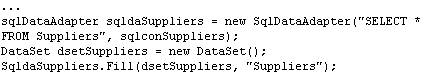 ...
sqlDataAdapter sqldaSuppliers = new SqlDataAdapter("SELECT *
FROM Suppliers", sqlconSuppliers);
DataSet dsetSuppliers = new DataSet();
SqldaSuppliers.Fill(dsetSuppliers, "Suppliers");